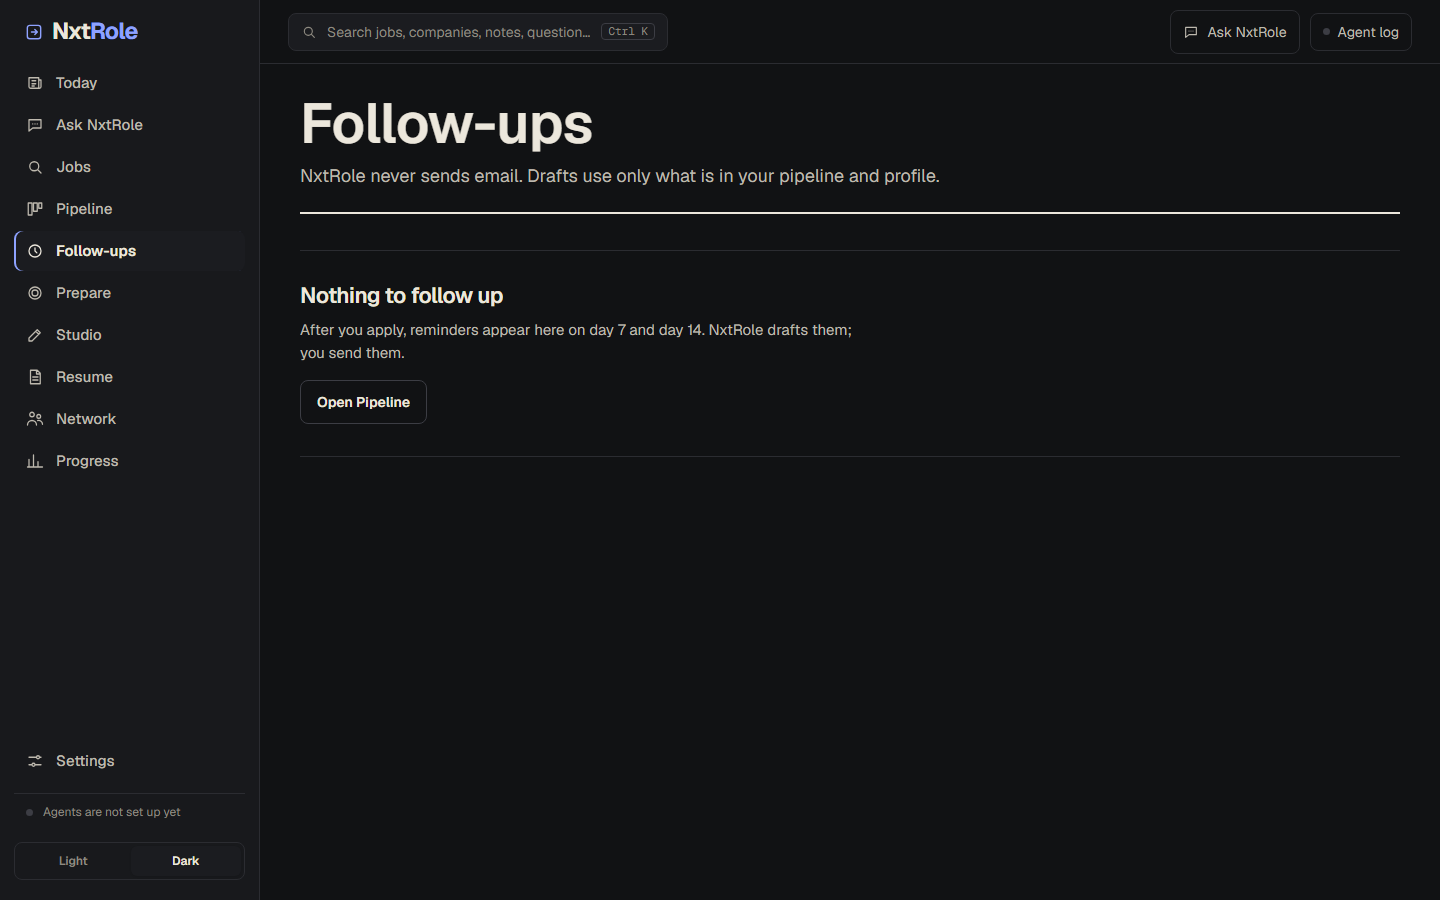 NxtRole
Search jobs, companies, notes, question...
Ctrl K
Ask NxtRole
Agent log
Today
Ask NxtRole
Jobs
Pipeline
Follow-ups
Prepare
Studio
Resume
Network
Progress
Settings
Agents are not set up yet
Light
Dark
Follow-ups
NxtRole never sends email. Drafts use only what is in your pipeline and profile.
Nothing to follow up
After you apply, reminders appear here on day 7 and day 14. NxtRole drafts them;
you send them.
Open Pipeline